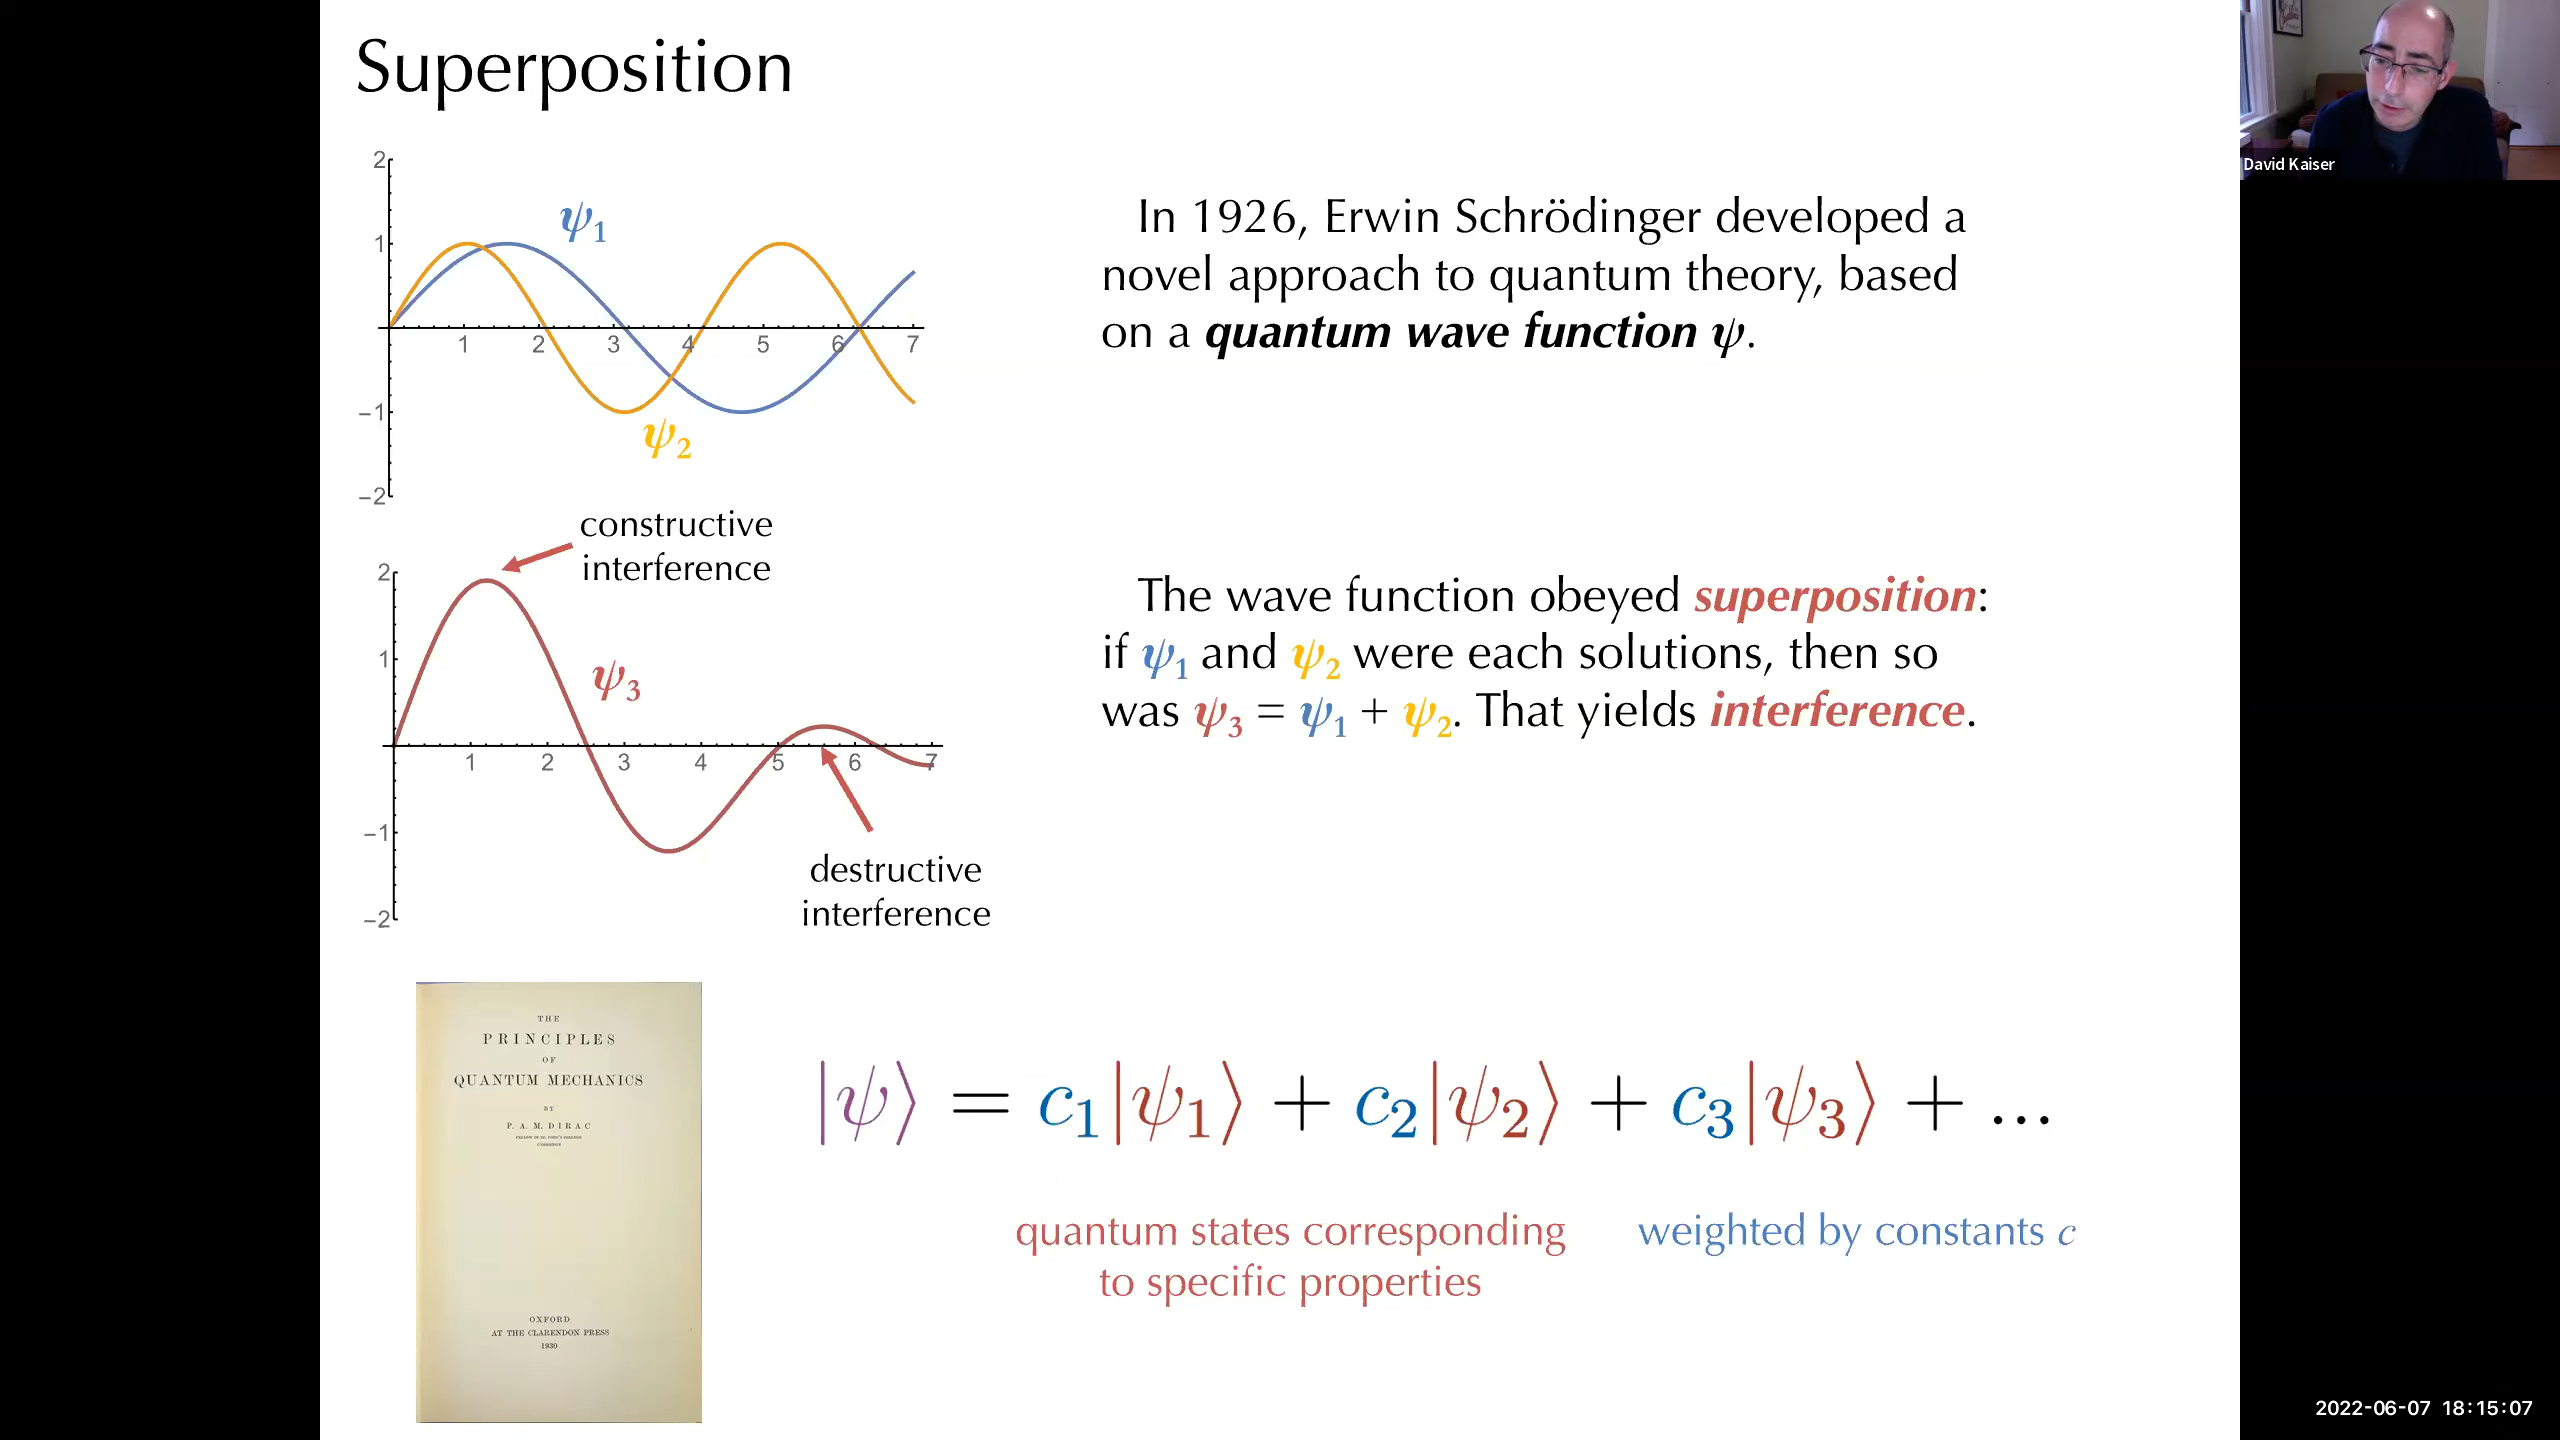 Superposition
David Kaiser
2
1
−1
−2
1 2 3 4 5 6 7
ψ1
ψ2
In 1926, Erwin Schrödinger developed a
novel approach to quantum theory, based
on a quantum wave function ψ.
constructive
interference
2
1
−1
−2
1 2 3 4 5 6 7
ψ3
destructive
interference
The wave function obeyed superposition:
if ψ1 and ψ2 were each solutions, then so
was ψ3 = ψ1 + ψ2. That yields interference.
THE
PRINCIPLES
OF
QUANTUM MECHANICS
BY
P. A. M. DIRAC
OXFORD
AT THE CLARENDON PRESS
1930
|ψ⟩ = c1|ψ1⟩ + c2|ψ2⟩ + c3|ψ3⟩ + ...
quantum states corresponding
to specific properties
weighted by constants c
2022-06-07 18:15:07